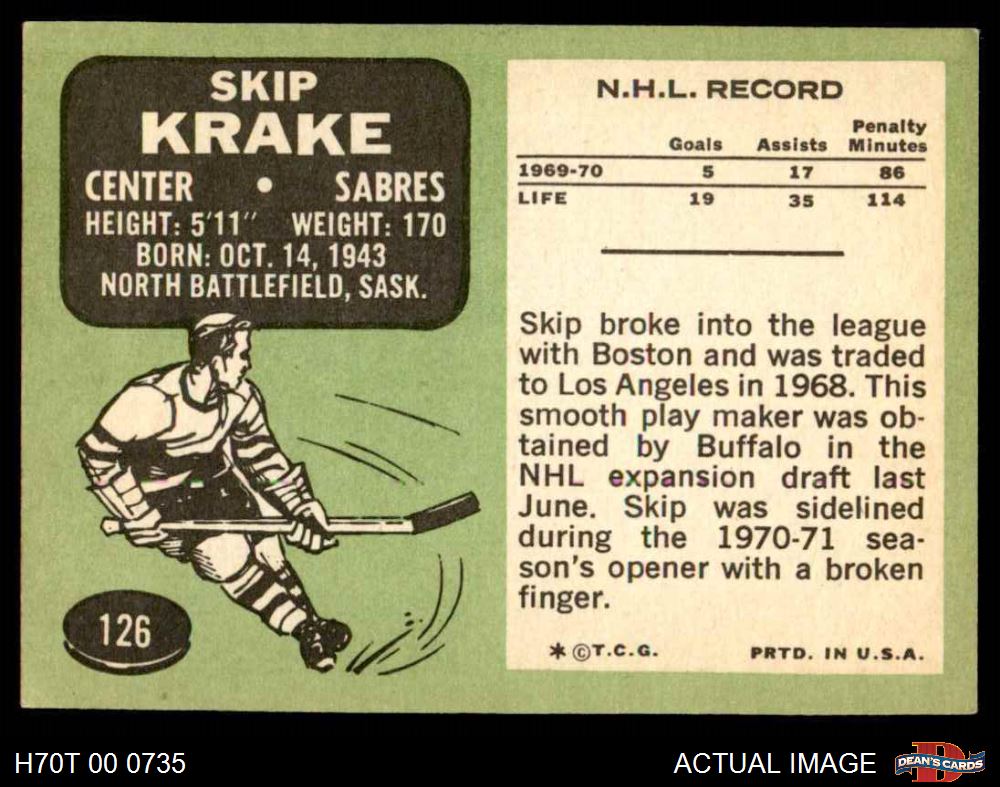 SKIP
KRAKE
CENTER • SABRES
HEIGHT: 5'11" WEIGHT: 170
BORN: OCT. 14, 1943
NORTH BATTLEFIELD, SASK.
126
N.H.L. RECORD
Goals Assists Penalty Minutes
1969-70 5 17 86
LIFE 19 35 114
Skip broke into the league
with Boston and was traded
to Los Angeles in 1968. This
smooth play maker was ob-
tained by Buffalo in the
NHL expansion draft last
June. Skip was sidelined
during the 1970-71 sea-
son's opener with a broken
finger.
* ©T.C.G. PRTD. IN U.S.A.
H70T 00 0735 ACTUAL IMAGE
D
DEAN'S CARDS